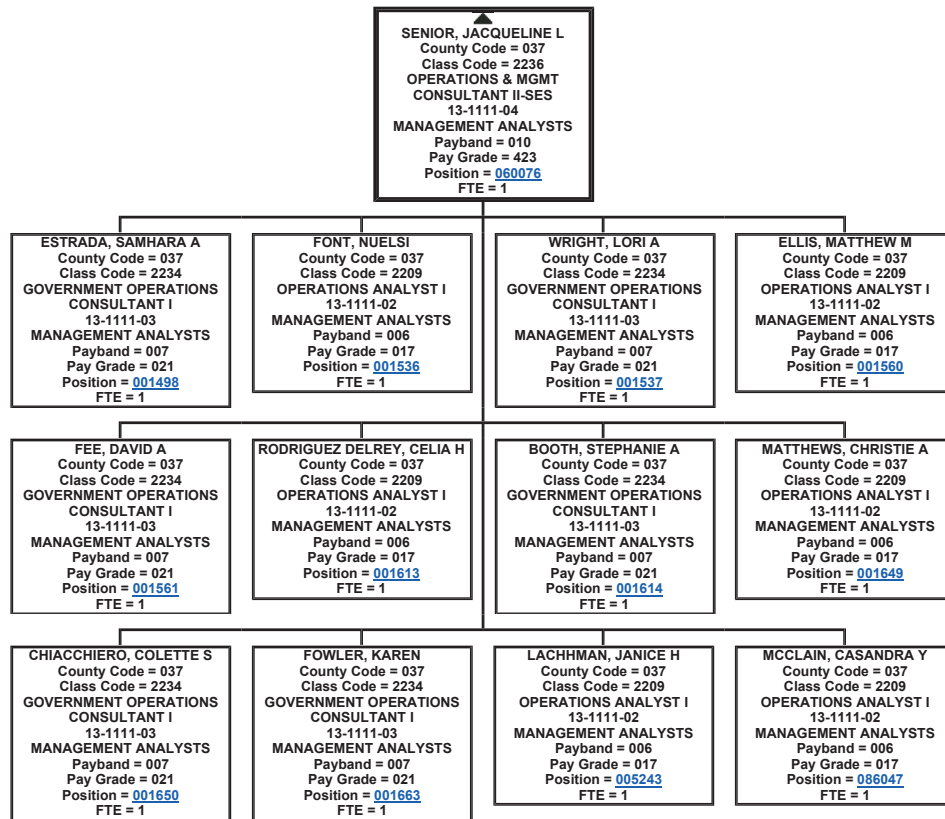 SENIOR, JACQUELINE L
County Code = 037
Class Code = 2236
OPERATIONS & MGMT
CONSULTANT II-SES
13-1111-04
MANAGEMENT ANALYSTS
Payband = 010
Pay Grade = 423
Position = 060076
FTE = 1
ESTRADA, SAMHARA A
County Code = 037
Class Code = 2234
GOVERNMENT OPERATIONS
CONSULTANT I
13-1111-03
MANAGEMENT ANALYSTS
Payband = 007
Pay Grade = 021
Position = 001498
FTE = 1
FONT, NUELSI
County Code = 037
Class Code = 2209
OPERATIONS ANALYST I
13-1111-02
MANAGEMENT ANALYSTS
Payband = 006
Pay Grade = 017
Position = 001536
FTE = 1
WRIGHT, LORI A
County Code = 037
Class Code = 2234
GOVERNMENT OPERATIONS
CONSULTANT I
13-1111-03
MANAGEMENT ANALYSTS
Payband = 007
Pay Grade = 021
Position = 001537
FTE = 1
ELLIS, MATTHEW M
County Code = 037
Class Code = 2209
OPERATIONS ANALYST I
13-1111-02
MANAGEMENT ANALYSTS
Payband = 006
Pay Grade = 017
Position = 001560
FTE = 1
FEE, DAVID A
County Code = 037
Class Code = 2234
GOVERNMENT OPERATIONS
CONSULTANT I
13-1111-03
MANAGEMENT ANALYSTS
Payband = 007
Pay Grade = 021
Position = 001561
FTE = 1
RODRIGUEZ DELREY, CELIA H
County Code = 037
Class Code = 2209
OPERATIONS ANALYST I
13-1111-02
MANAGEMENT ANALYSTS
Payband = 006
Pay Grade = 017
Position = 001613
FTE = 1
BOOTH, STEPHANIE A
County Code = 037
Class Code = 2234
GOVERNMENT OPERATIONS
CONSULTANT I
13-1111-03
MANAGEMENT ANALYSTS
Payband = 007
Pay Grade = 021
Position = 001614
FTE = 1
MATTHEWS, CHRISTIE A
County Code = 037
Class Code = 2209
OPERATIONS ANALYST I
13-1111-02
MANAGEMENT ANALYSTS
Payband = 006
Pay Grade = 017
Position = 001649
FTE = 1
CHIACCHIERO, COLETTE S
County Code = 037
Class Code = 2234
GOVERNMENT OPERATIONS
CONSULTANT I
13-1111-03
MANAGEMENT ANALYSTS
Payband = 007
Pay Grade = 021
Position = 001650
FTE = 1
FOWLER, KAREN
County Code = 037
Class Code = 2234
GOVERNMENT OPERATIONS
CONSULTANT I
13-1111-03
MANAGEMENT ANALYSTS
Payband = 007
Pay Grade = 021
Position = 001663
FTE = 1
LACHHMAN, JANICE H
County Code = 037
Class Code = 2209
OPERATIONS ANALYST I
13-1111-02
MANAGEMENT ANALYSTS
Payband = 006
Pay Grade = 017
Position = 005243
FTE = 1
MCCLAIN, CASANDRA Y
County Code = 037
Class Code = 2209
OPERATIONS ANALYST I
13-1111-02
MANAGEMENT ANALYSTS
Payband = 006
Pay Grade = 017
Position = 086047
FTE = 1